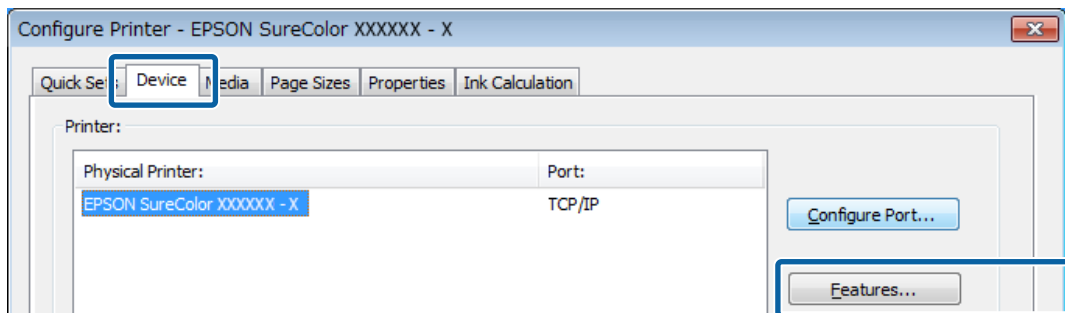 Configure Printer - EPSON SureColor XXXXXX - X
Quick Sets Device Media Page Sizes Properties Ink Calculation
Printer:
Physical Printer: Port:
EPSON SureColor XXXXXX - X TCP/IP
Configure Port...
Features...